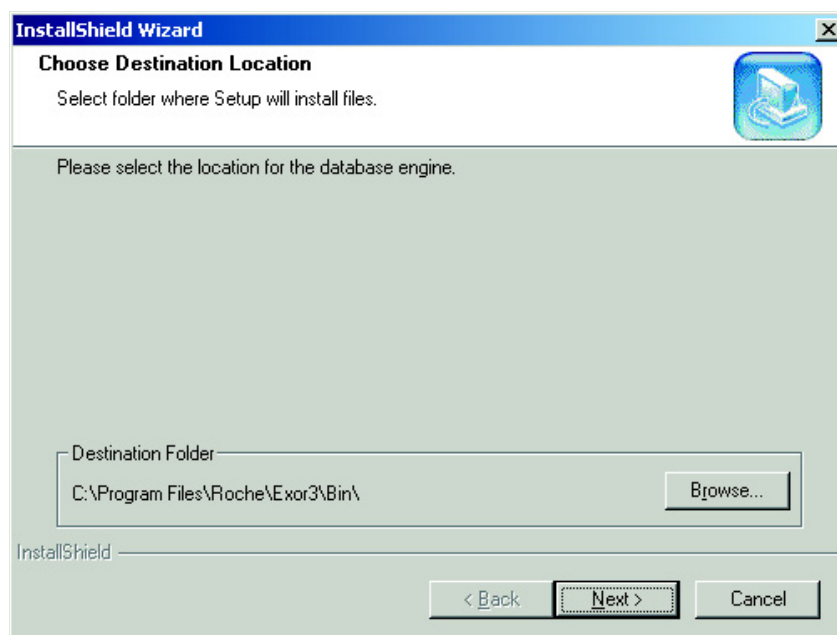 InstallShield Wizard
Choose Destination Location
Select folder where Setup will install files.
Please select the location for the database engine.
Destination Folder
C:\Program Files\Roche\Exor3\Bin\
Browse...
InstallShield
< Back
Next >
Cancel